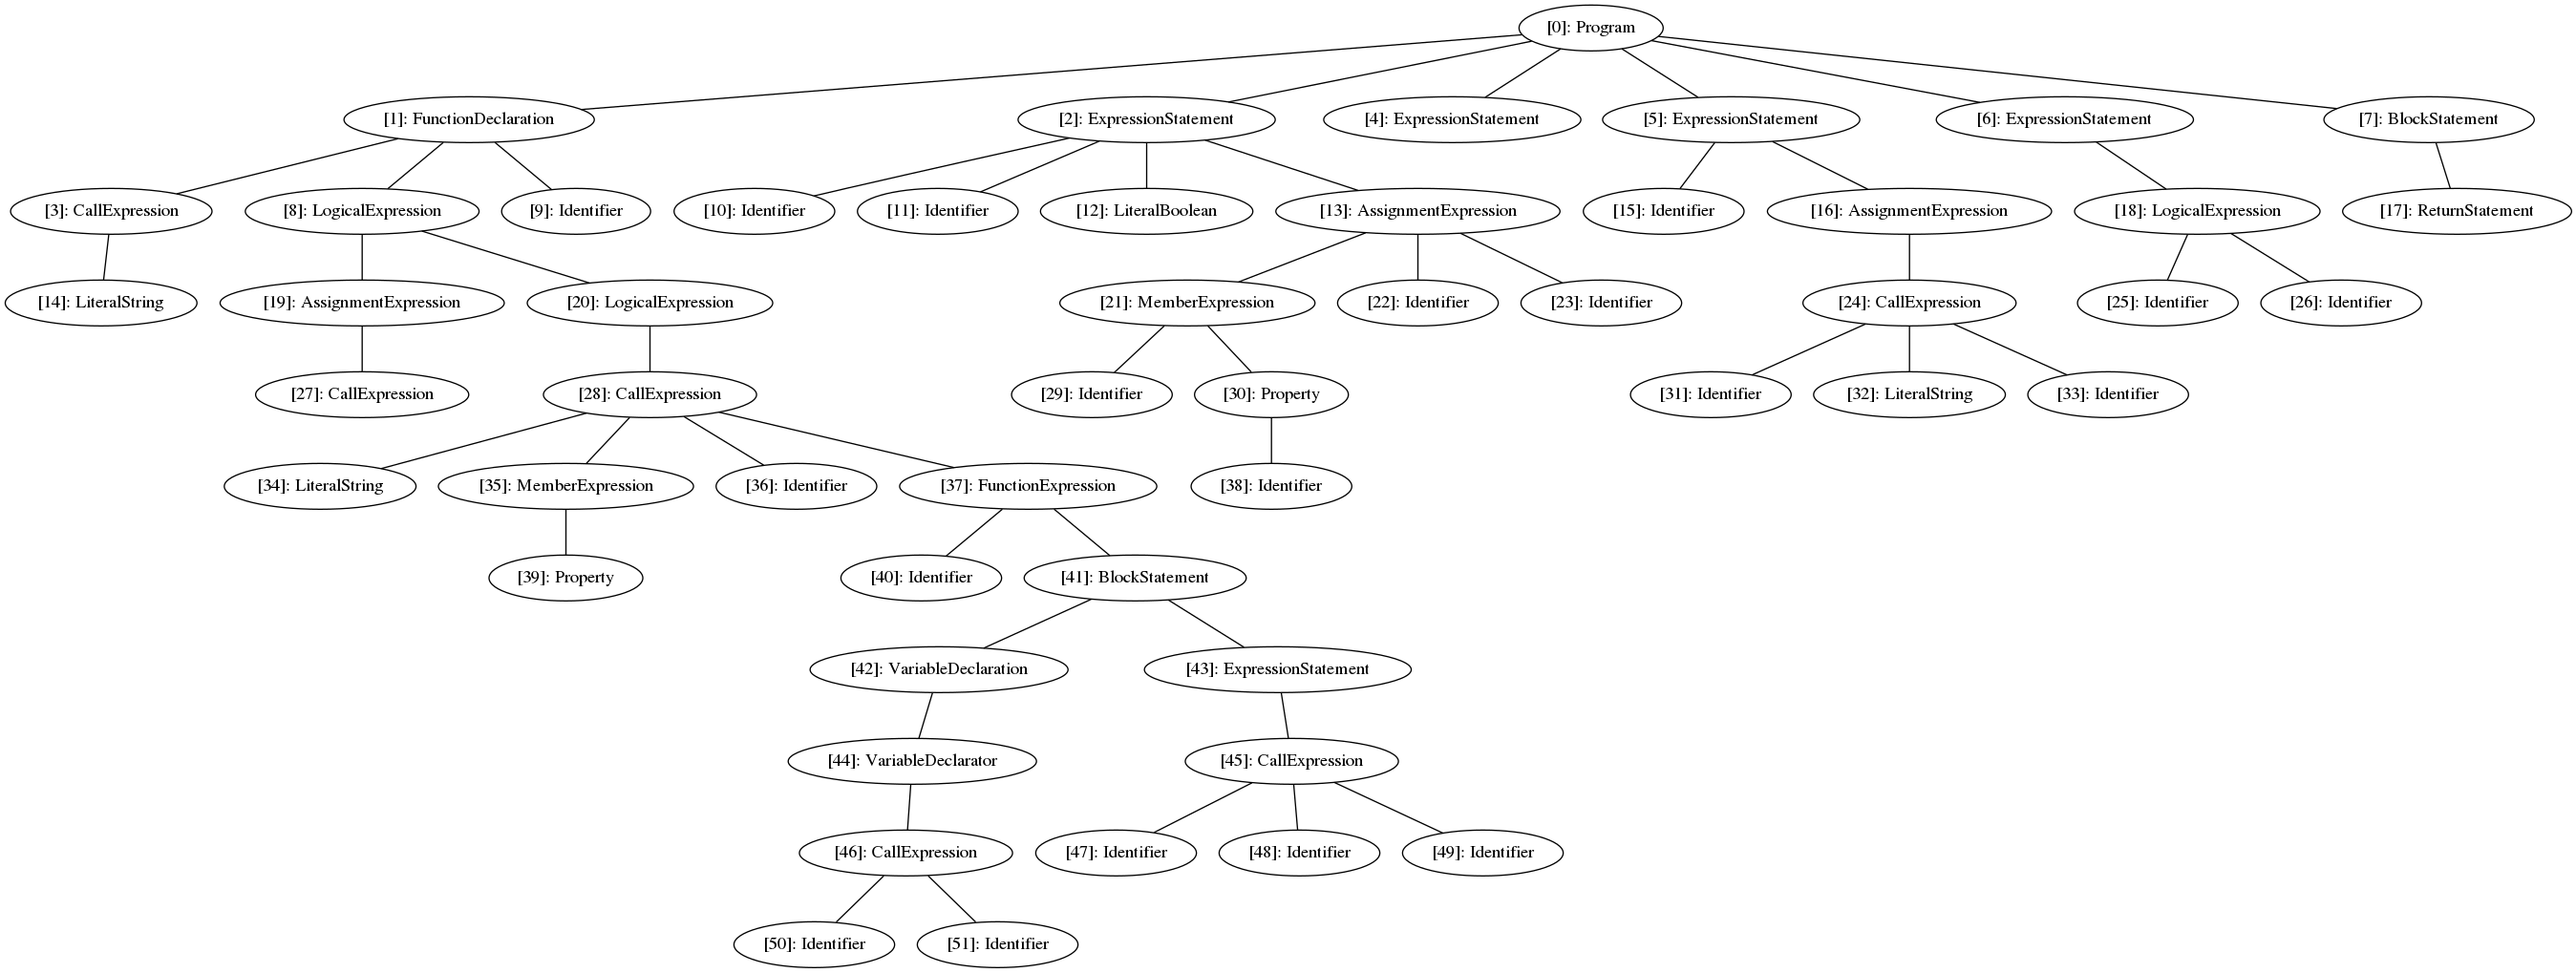 [0]: Program
[1]: FunctionDeclaration
[2]: ExpressionStatement
[4]: ExpressionStatement
[5]: ExpressionStatement
[6]: ExpressionStatement
[7]: BlockStatement
[3]: CallExpression
[8]: LogicalExpression
[9]: Identifier
[10]: Identifier
[11]: Identifier
[12]: LiteralBoolean
[13]: AssignmentExpression
[15]: Identifier
[16]: AssignmentExpression
[18]: LogicalExpression
[17]: ReturnStatement
[14]: LiteralString
[19]: AssignmentExpression
[20]: LogicalExpression
[21]: MemberExpression
[22]: Identifier
[23]: Identifier
[24]: CallExpression
[25]: Identifier
[26]: Identifier
[27]: CallExpression
[28]: CallExpression
[29]: Identifier
[30]: Property
[31]: Identifier
[32]: LiteralString
[33]: Identifier
[34]: LiteralString
[35]: MemberExpression
[36]: Identifier
[37]: FunctionExpression
[38]: Identifier
[39]: Property
[40]: Identifier
[41]: BlockStatement
[42]: VariableDeclaration
[43]: ExpressionStatement
[44]: VariableDeclarator
[45]: CallExpression
[46]: CallExpression
[47]: Identifier
[48]: Identifier
[49]: Identifier
[50]: Identifier
[51]: Identifier